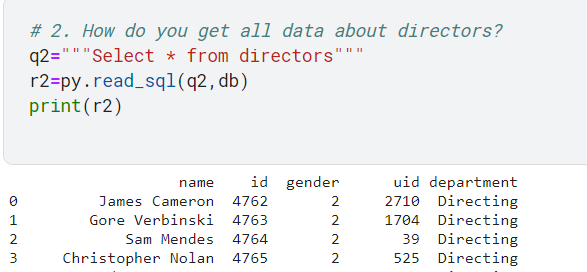 # 2. How do you get all data about directors?
q2="""Select * from directors"""
r2=py.read_sql(q2,db)
print(r2)
name id gender uid department
0 James Cameron 4762 2 2710 Directing
1 Gore Verbinski 4763 2 1704 Directing
2 Sam Mendes 4764 2 39 Directing
3 Christopher Nolan 4765 2 525 Directing